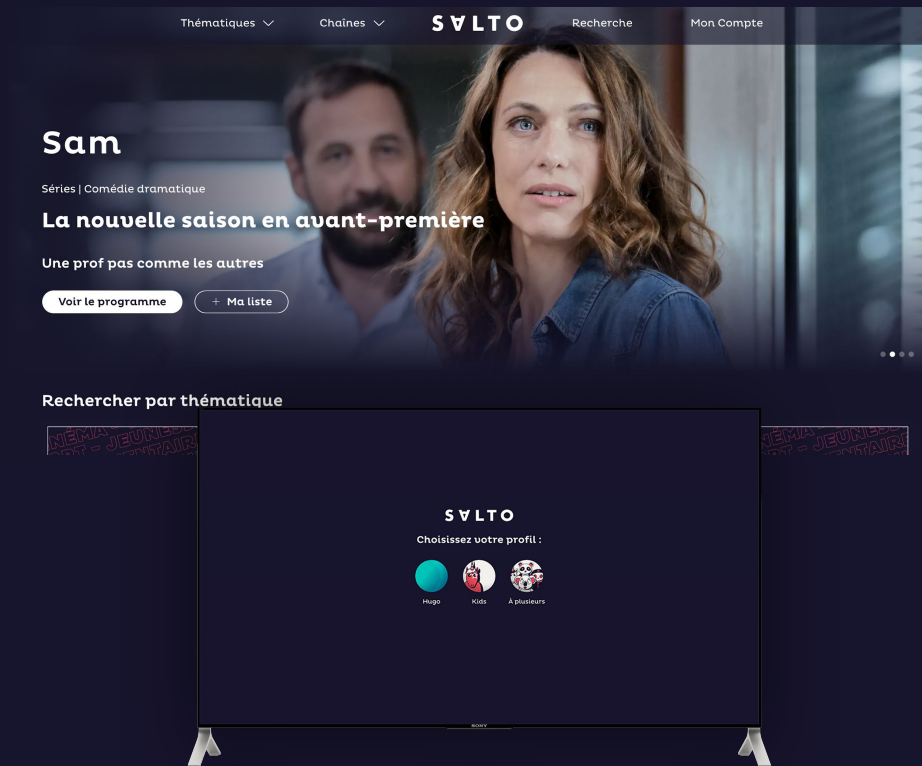 Thématiques
Chaînes
SALTO
Recherche
Mon Compte
Sam
Séries | Comédie dramatique
La nouvelle saison en avant-première
Une prof pas comme les autres
Voir le programme
+ Ma liste
Rechercher par thématique
SALTO
Choisissez votre profil :
Hugo
Kids
À plusieurs
SONY